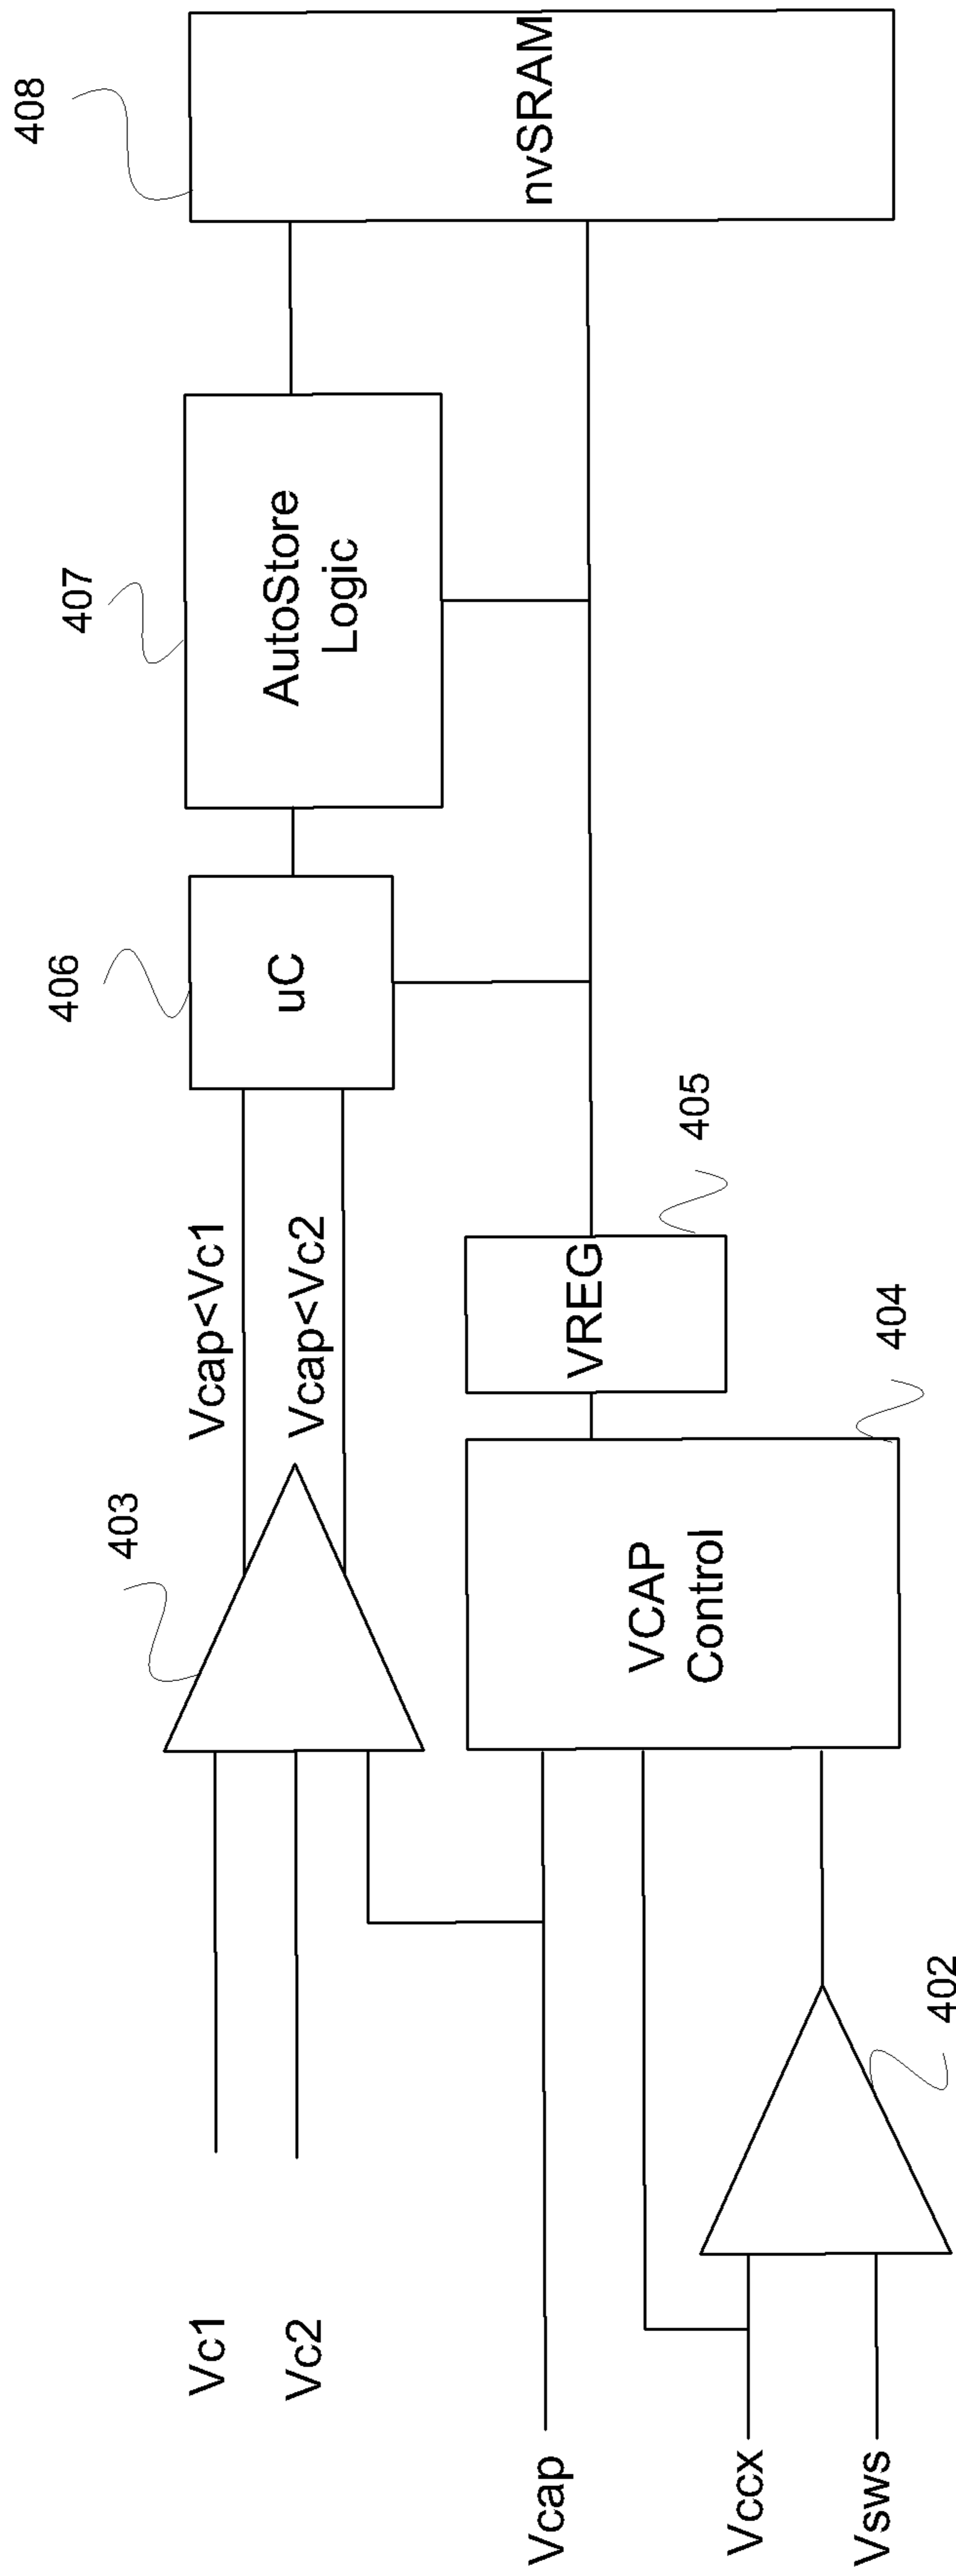 Vc1
Vc2
Vcap
Vccx
Vsws
402
403
Vcap<Vc1
Vcap<Vc2
VCAP
Control
404
VREG
405
uC
406
AutoStore
Logic
407
nvSRAM
408